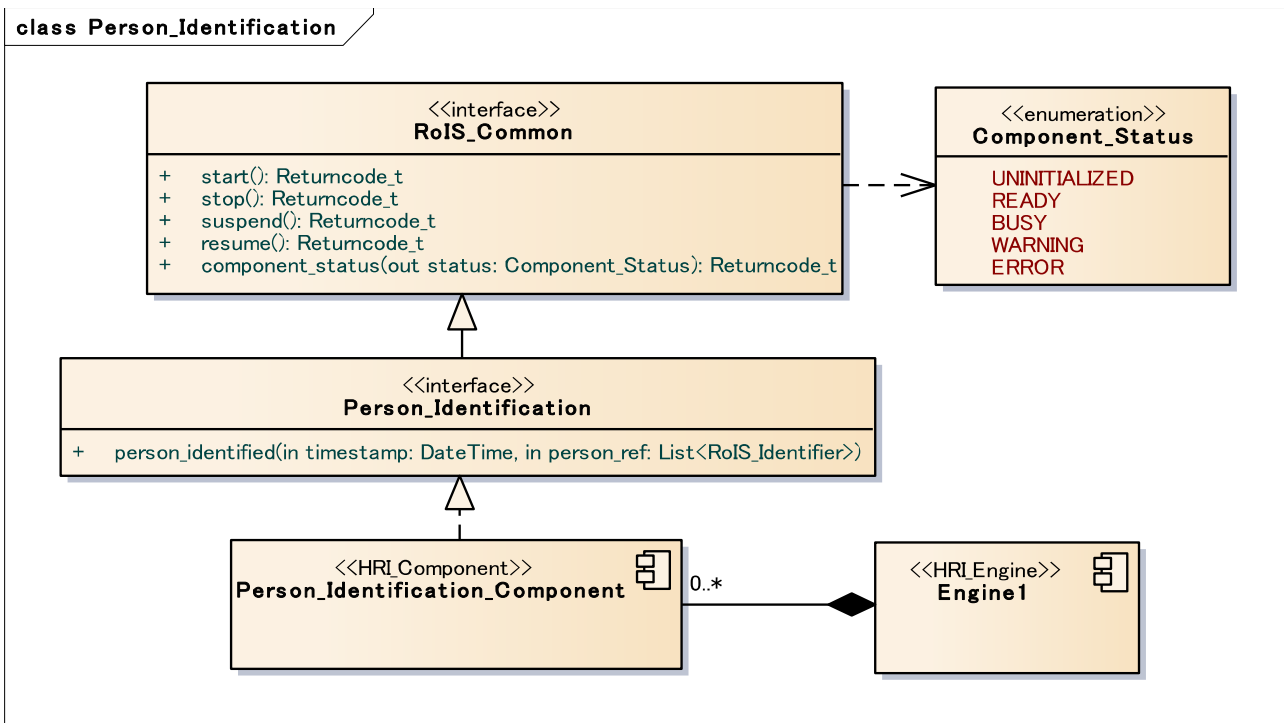 class Person_Identification
<<interface>>
RoIS_Common
+ start(): Returncode_t
+ stop(): Returncode_t
+ suspend(): Returncode_t
+ resume(): Returncode_t
+ component_status(out status: Component_Status): Returncode_t
<<enumeration>>
Component_Status
UNINITIALIZED
READY
BUSY
WARNING
ERROR
<<interface>>
Person_Identification
+ person_identified(in timestamp: DateTime, in person_ref: List<RoIS_Identifier>)
<<HRI_Component>>
Person_Identification_Component
0..*
<<HRI_Engine>>
Engine1